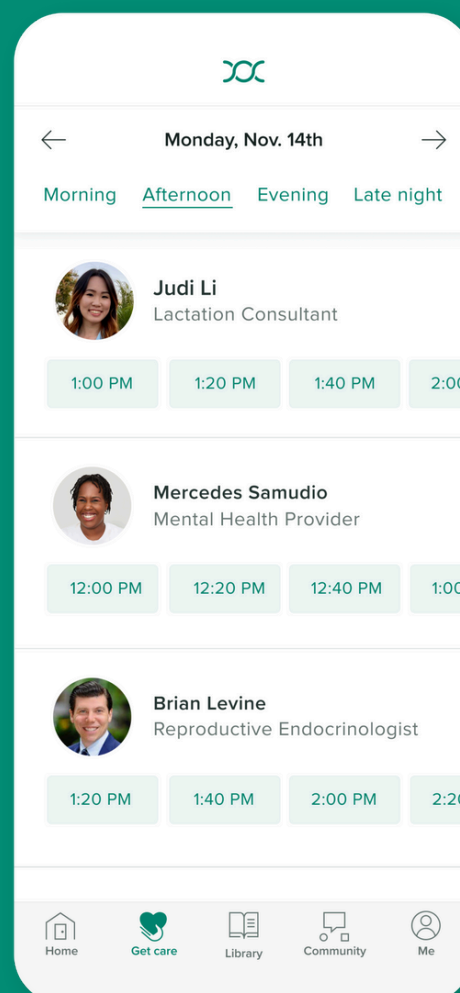 Monday, Nov. 14th
Morning Afternoon Evening Late night
Judi Li
Lactation Consultant
1:00 PM 1:20 PM 1:40 PM
Mercedes Samudio
Mental Health Provider
12:00 PM 12:20 PM 12:40 PM
Brian Levine
Reproductive Endocrinologist
1:20 PM 1:40 PM 2:00 PM
Home Get care Library Community Me